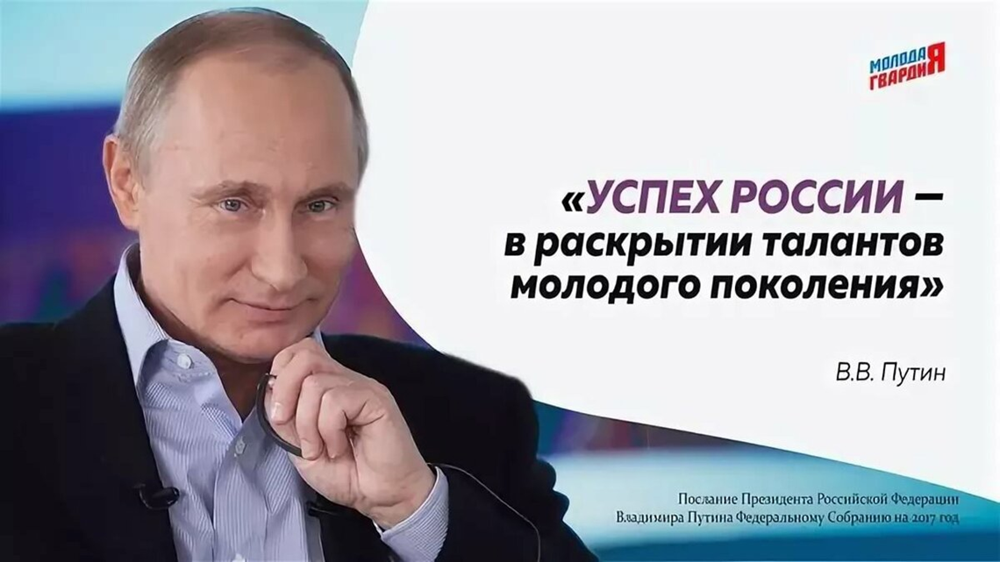 МОЛОДАЯ
ГВАРДИЯ
«УСПЕХ РОССИИ –
в раскрытии талантов
молодого поколения»
В.В. Путин
Послание Президента Российской Федерации
Владимира Путина Федеральному Собранию на 2017 год